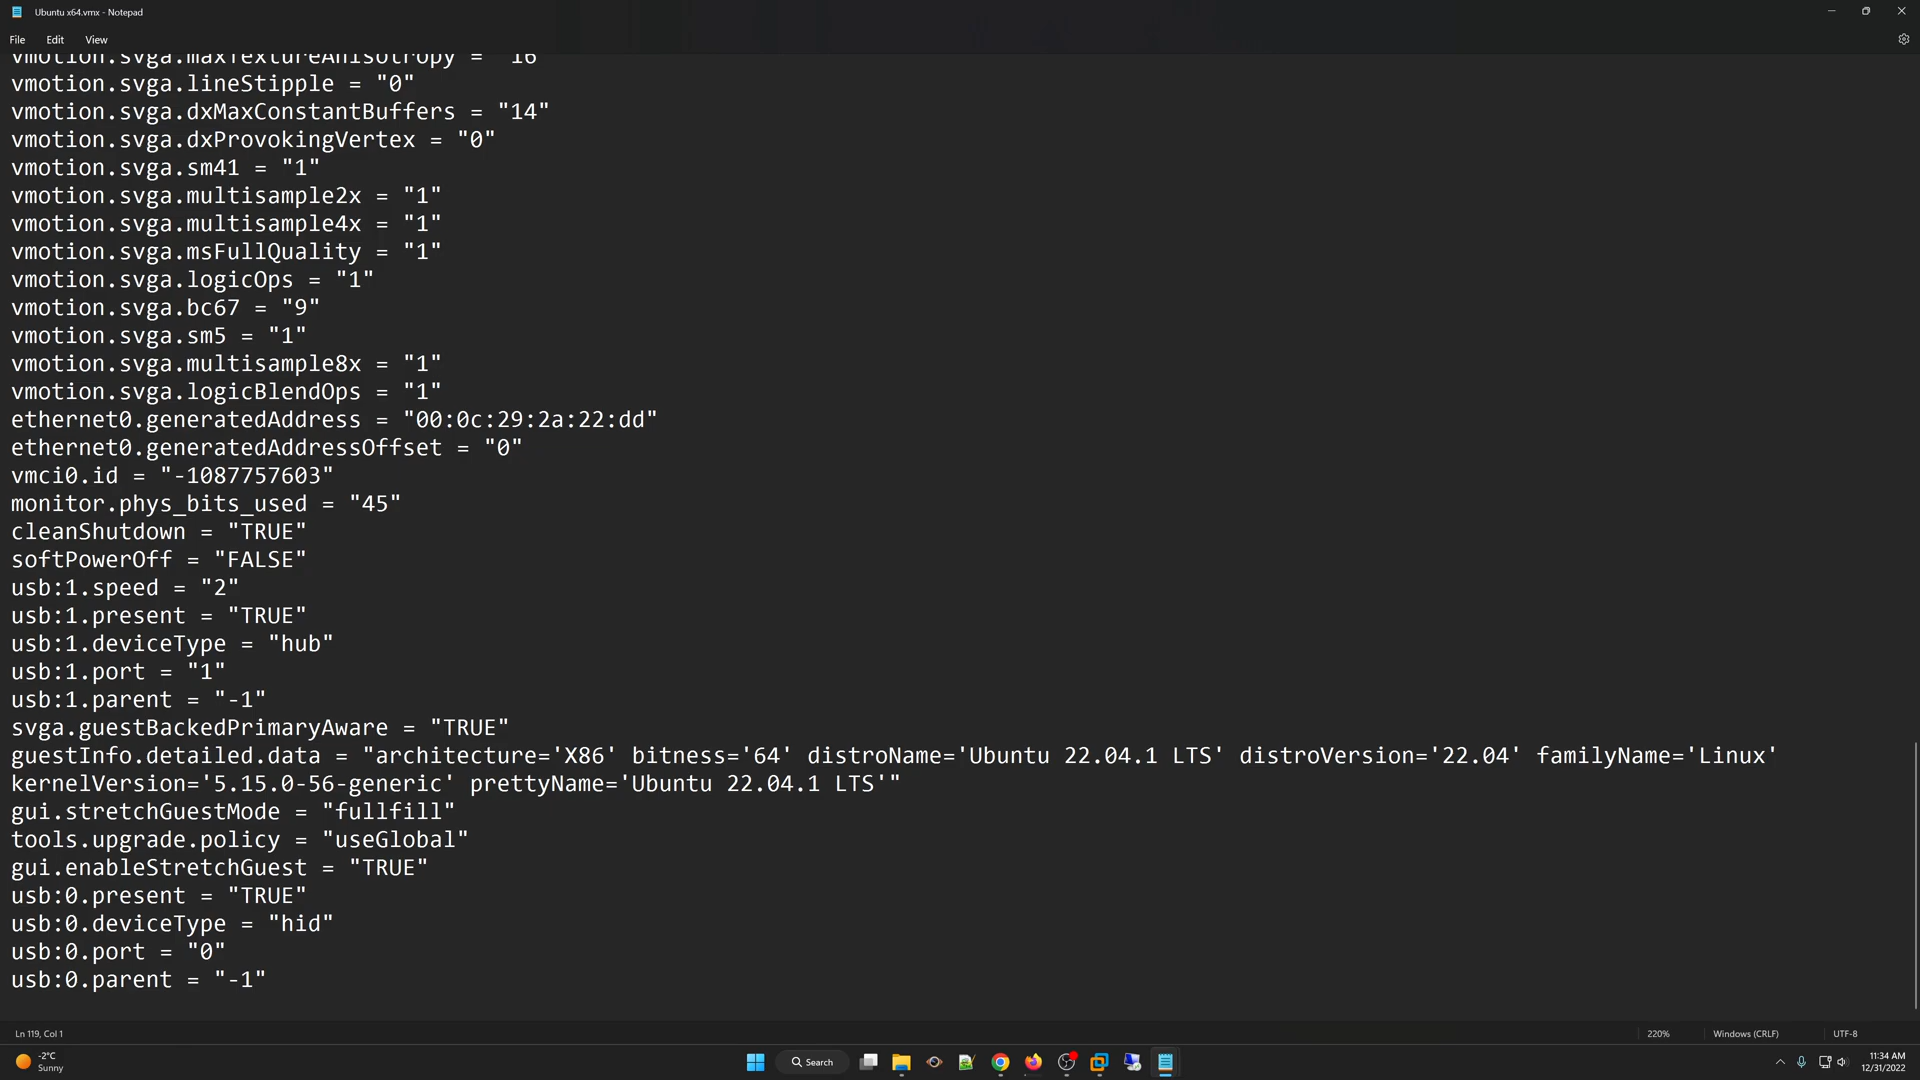 Ubuntu x64.vmx - Notepad
File Edit View
vmotion.svga.maxTextureAnisotropy = "16"
vmotion.svga.lineStipple = "0"
vmotion.svga.dxMaxConstantBuffers = "14"
vmotion.svga.dxProvokingVertex = "0"
vmotion.svga.sm41 = "1"
vmotion.svga.multisample2x = "1"
vmotion.svga.multisample4x = "1"
vmotion.svga.msFullQuality = "1"
vmotion.svga.logicOps = "1"
vmotion.svga.bc67 = "9"
vmotion.svga.sm5 = "1"
vmotion.svga.multisample8x = "1"
vmotion.svga.logicBlendOps = "1"
ethernet0.generatedAddress = "00:0c:29:2a:22:dd"
ethernet0.generatedAddressOffset = "0"
vmci0.id = "-1087757603"
monitor.phys_bits_used = "45"
cleanShutdown = "TRUE"
softPowerOff = "FALSE"
usb:1.speed = "2"
usb:1.present = "TRUE"
usb:1.deviceType = "hub"
usb:1.port = "1"
usb:1.parent = "-1"
svga.guestBackedPrimaryAware = "TRUE"
guestInfo.detailed.data = "architecture='X86' bitness='64' distroName='Ubuntu 22.04.1 LTS' distroVersion='22.04' familyName='Linux'
kernelVersion='5.15.0-56-generic' prettyName='Ubuntu 22.04.1 LTS'"
gui.stretchGuestMode = "fullfill"
tools.upgrade.policy = "useGlobal"
gui.enableStretchGuest = "TRUE"
usb:0.present = "TRUE"
usb:0.deviceType = "hid"
usb:0.port = "0"
usb:0.parent = "-1"
Ln 119, Col 1 220% Windows (CRLF) UTF-8
-2°C
Sunny
Search
11:34 AM
12/31/2022